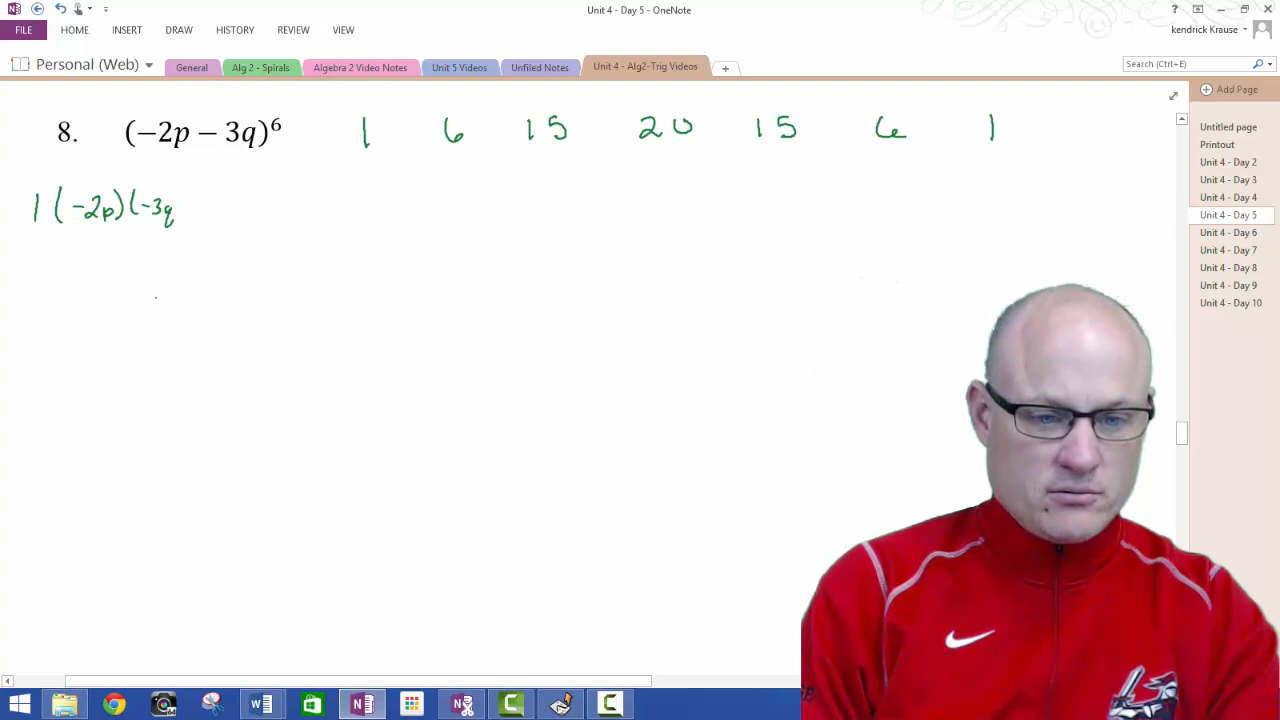 Unit 4 - Day 5 - OneNote
FILE HOME INSERT DRAW HISTORY REVIEW VIEW
kendrick Krause
Personal (Web) General Alg 2 - Spirals Algebra 2 Video Notes Unit 5 Videos Unfiled Notes Unit 4 - Alg2-Trig Videos
Search (Ctrl+E)
Add Page
Untitled page
Printout
Unit 4 - Day 2
Unit 4 - Day 3
Unit 4 - Day 4
Unit 4 - Day 5
Unit 4 - Day 6
Unit 4 - Day 7
Unit 4 - Day 8
Unit 4 - Day 9
Unit 4 - Day 10
8. (−2p − 3q)⁶ 1 6 15 20 15 6 1
1 (-2p)(-3q
64